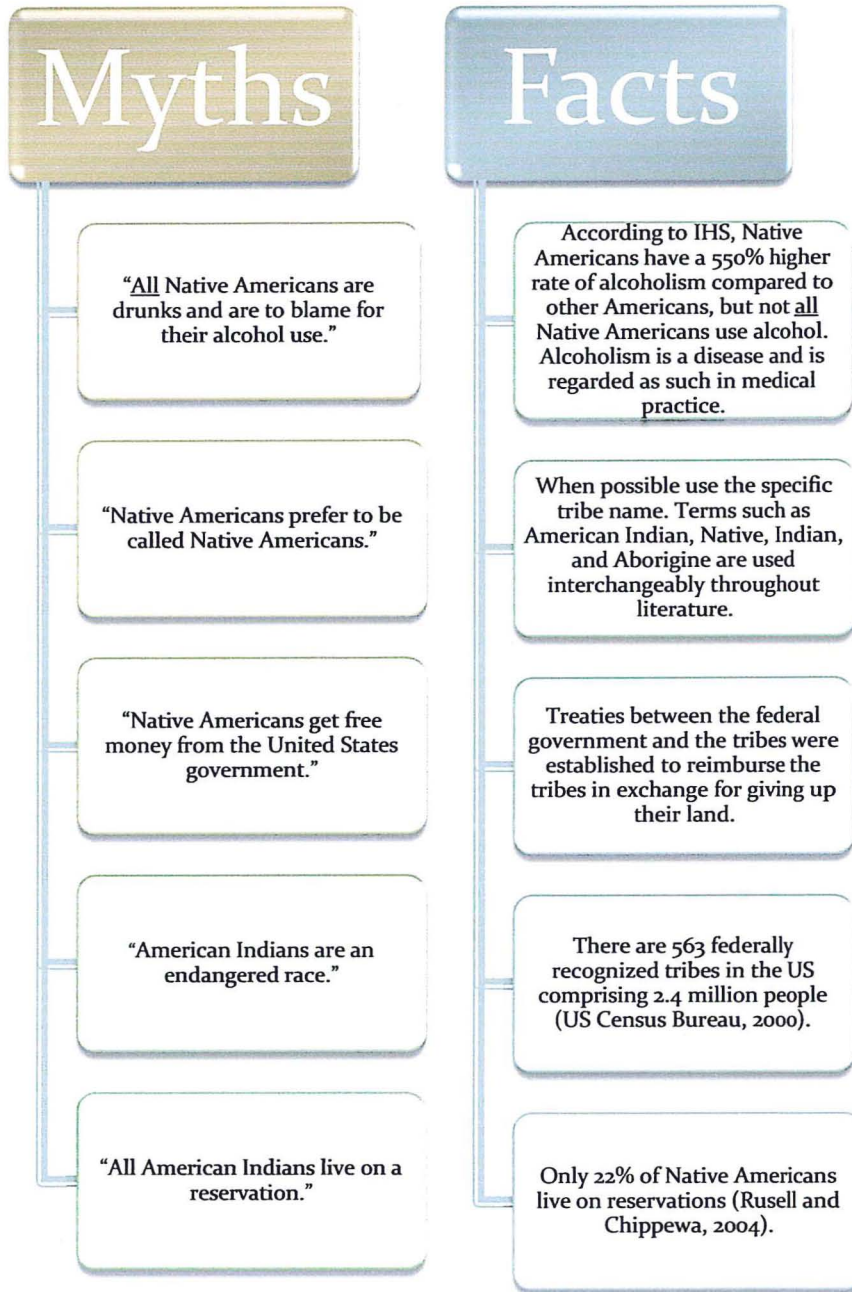 Myths
"All Native Americans are
drunks and are to blame for
their alcohol use."
"Native Americans prefer to be
called Native Americans."
"Native Americans get free
money from the United States
government."
"American Indians are an
endangered race."
"All American Indians live on a
reservation."
Facts
According to IHS, Native
Americans have a 550% higher
rate of alcoholism compared to
other Americans, but not all
Native Americans use alcohol.
Alcoholism is a disease and is
regarded as such in medical
practice.
When possible use the specific
tribe name. Terms such as
American Indian, Native, Indian,
and Aborigine are used
interchangeably throughout
literature.
Treaties between the federal
government and the tribes were
established to reimburse the
tribes in exchange for giving up
their land.
There are 563 federally
recognized tribes in the US
comprising 2.4 million people
(US Census Bureau, 2000).
Only 22% of Native Americans
live on reservations (Rusell and
Chippewa, 2004).